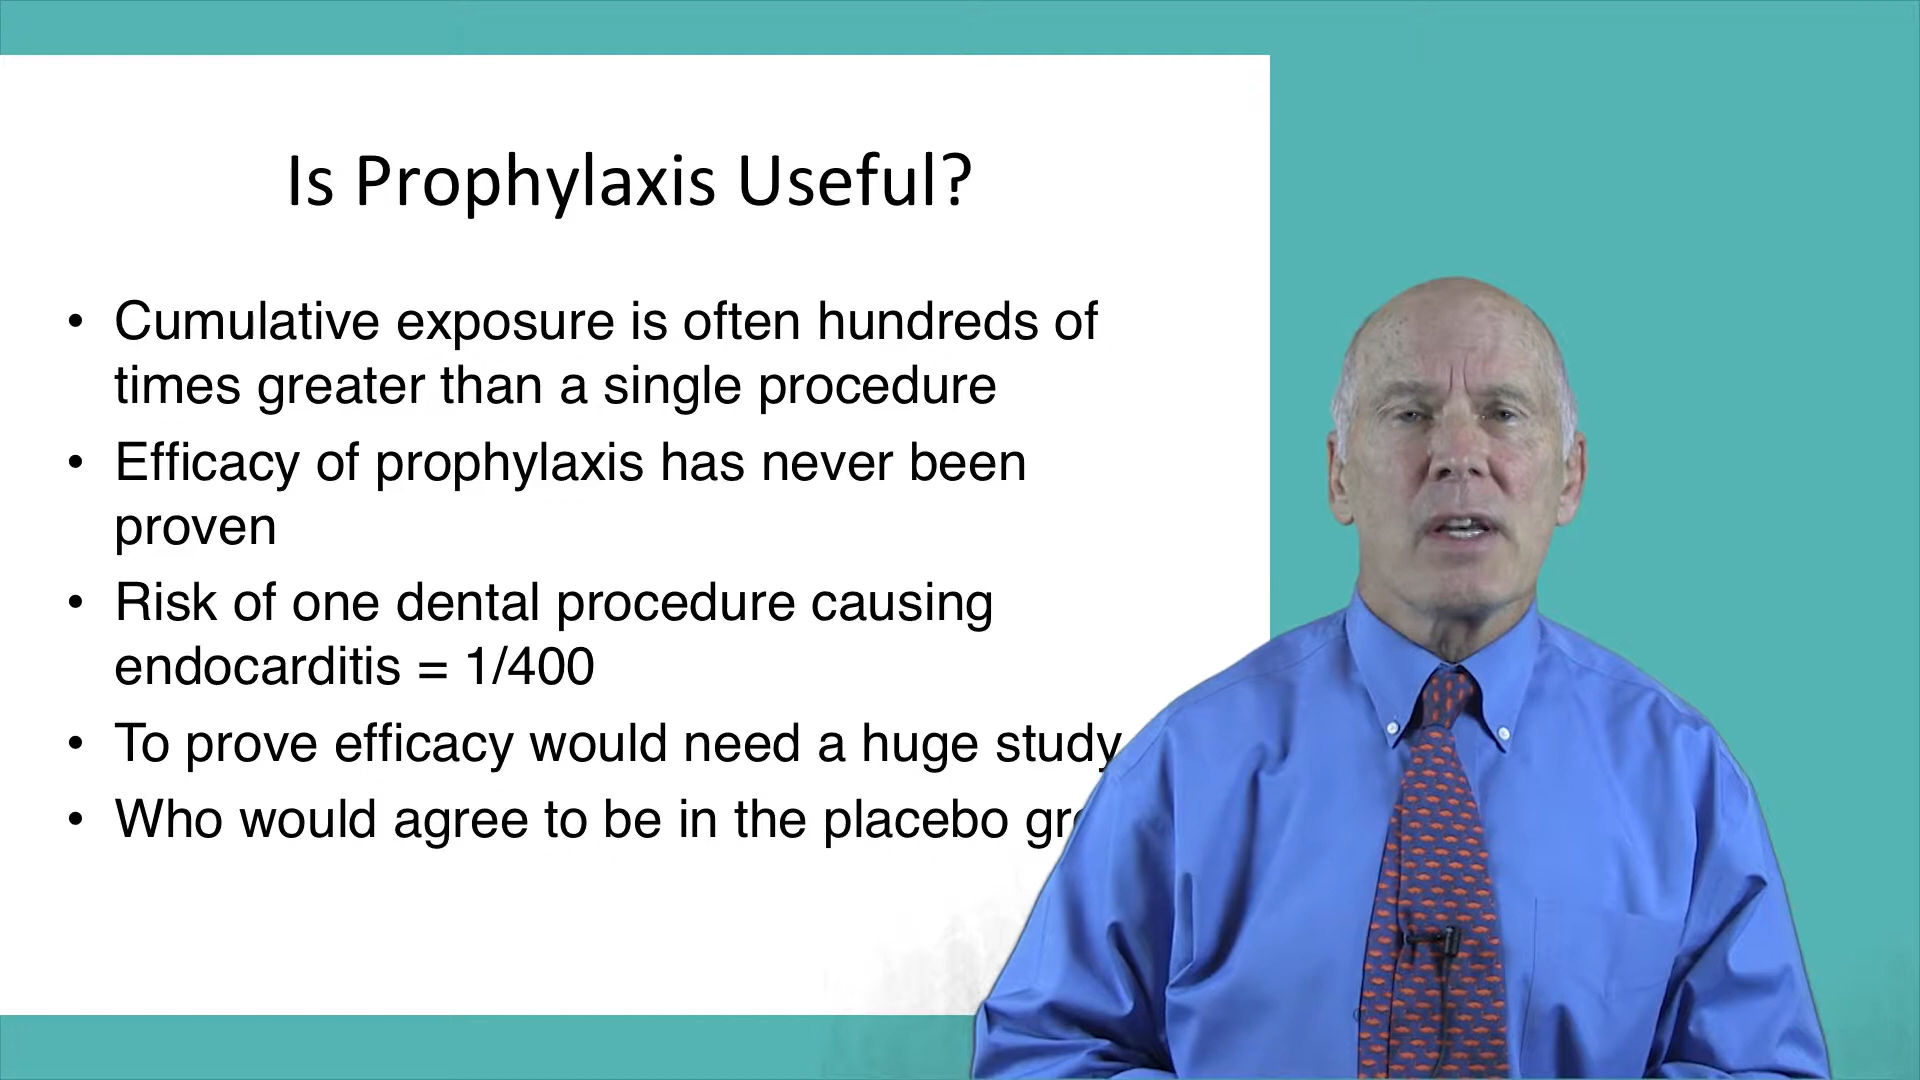 Is Prophylaxis Useful?
• Cumulative exposure is often hundreds of
times greater than a single procedure
• Efficacy of prophylaxis has never been
proven
• Risk of one dental procedure causing
endocarditis = 1/400
• To prove efficacy would need a huge study
• Who would agree to be in the placebo